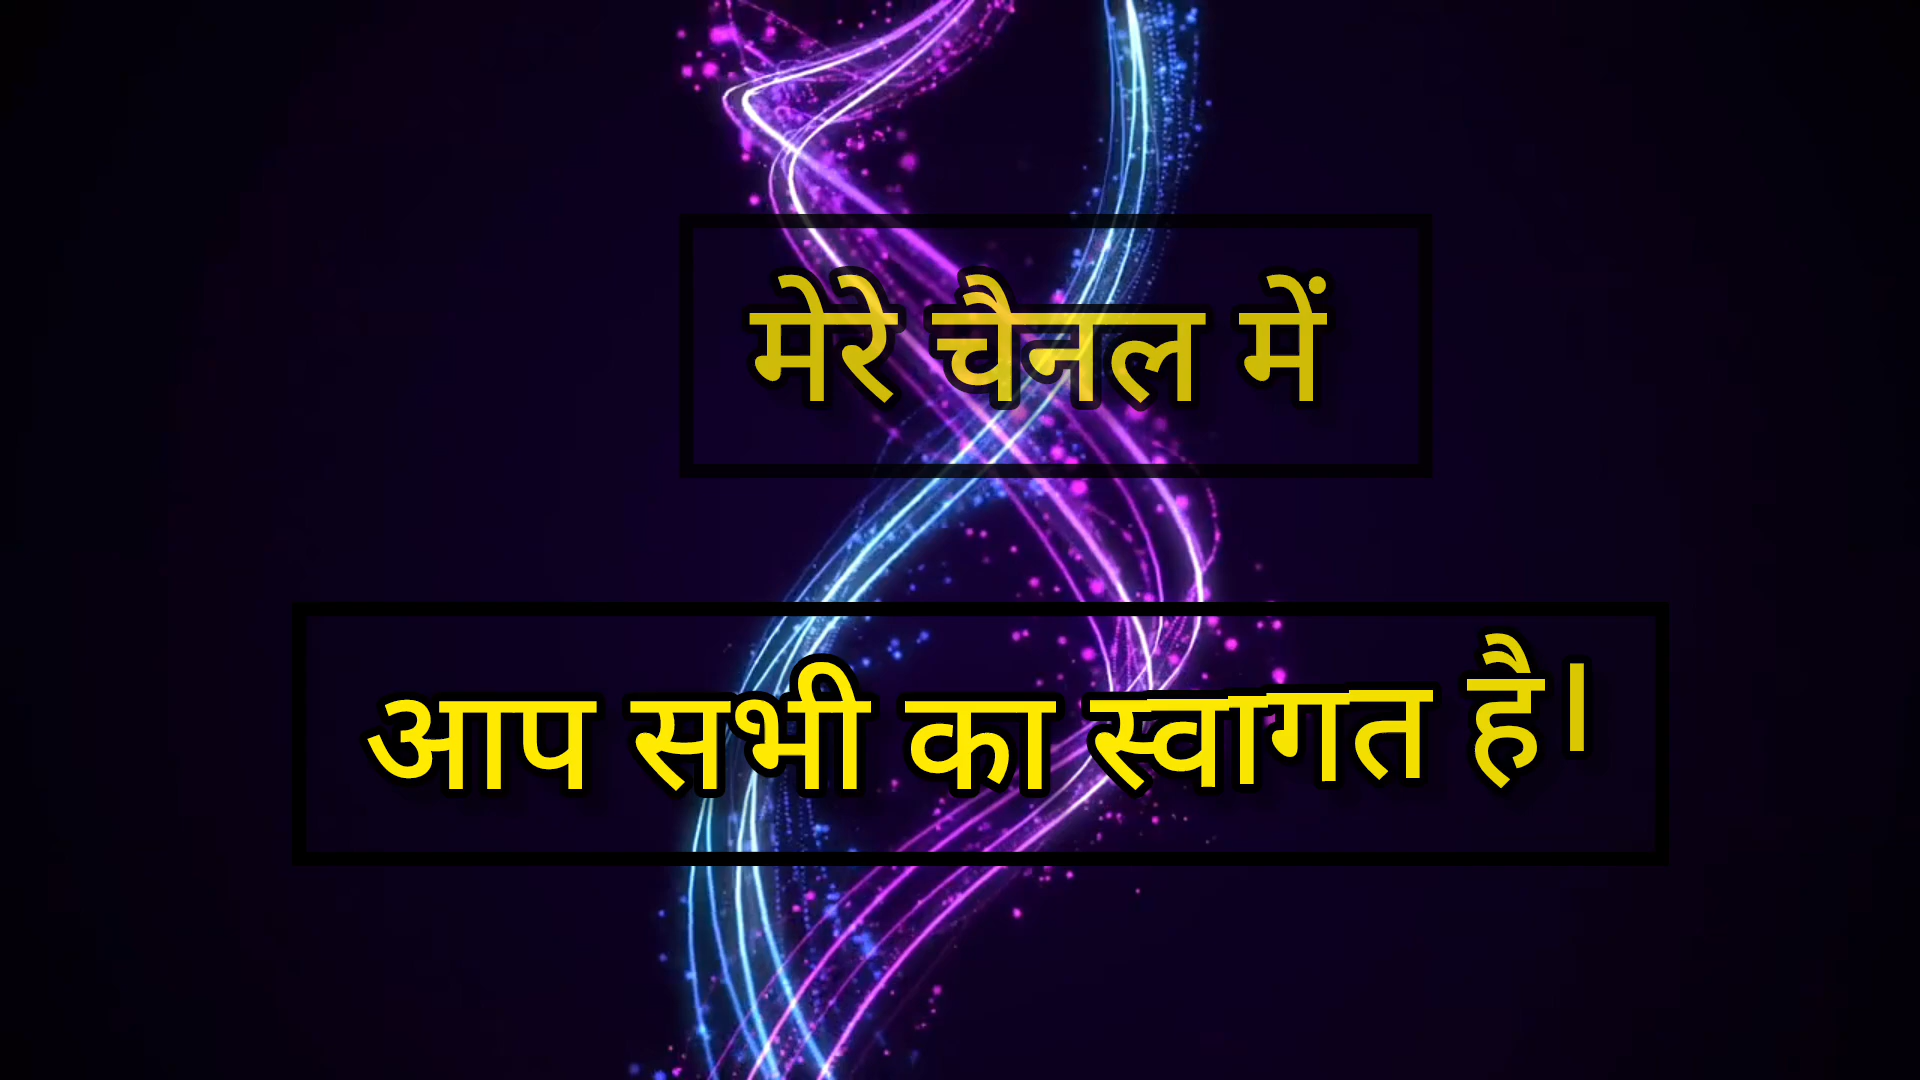 मेरे चैनल में
आप सभी का स्वागत है।